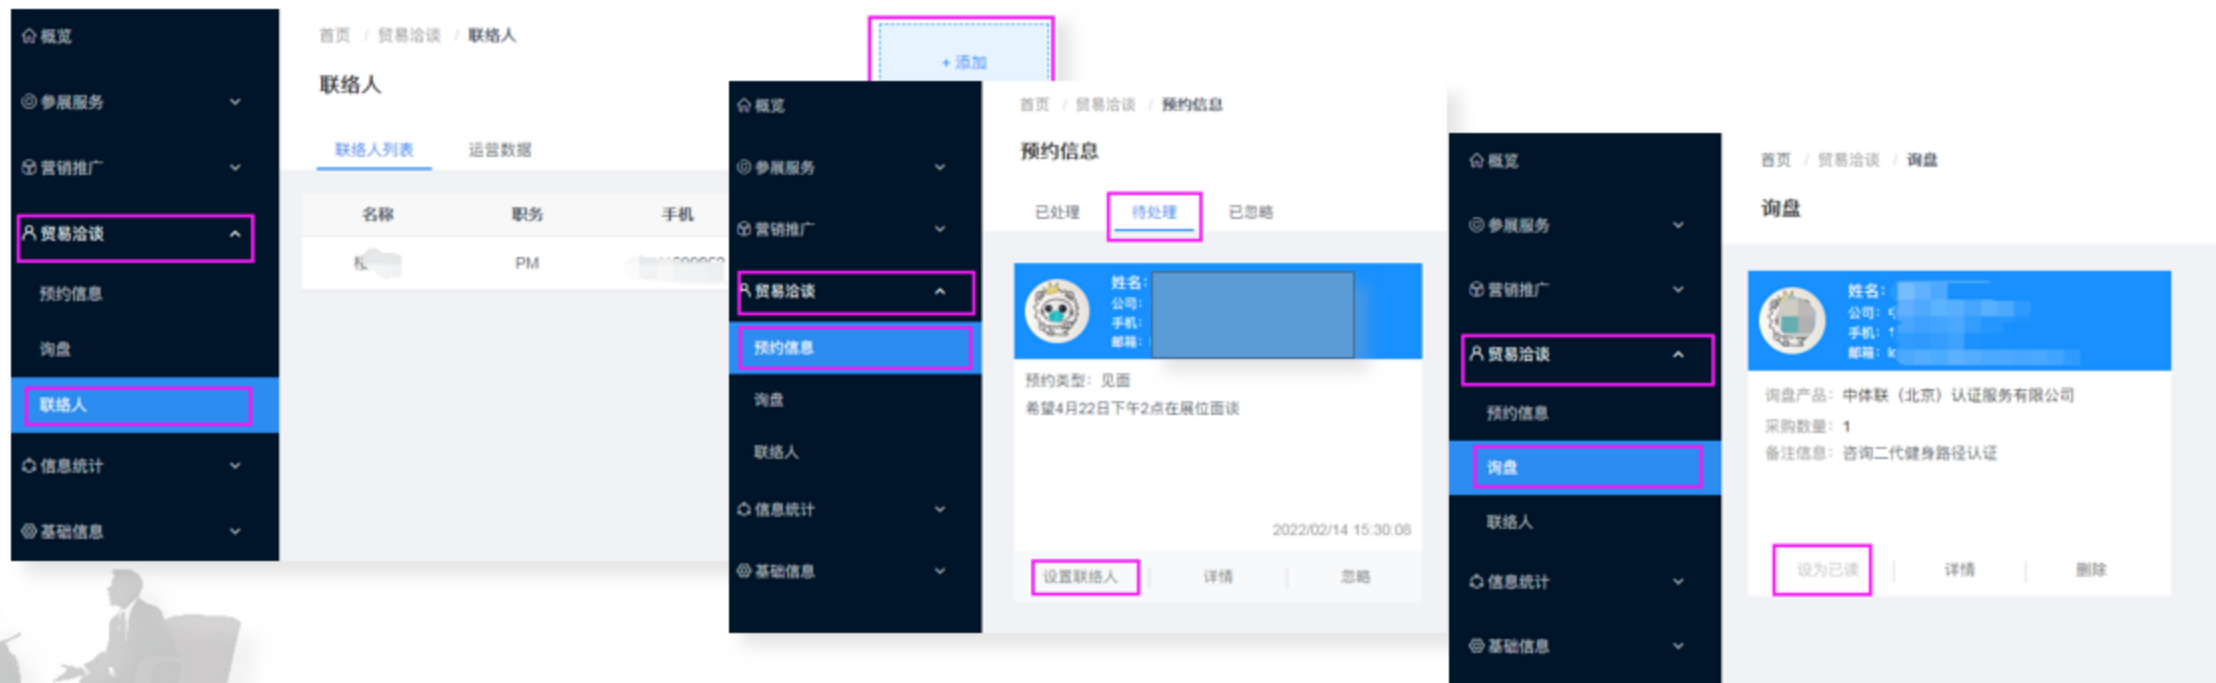 概览
参展服务
营销推广
贸易洽谈
预约信息
询盘
联络人
信息统计
基础信息
首页 / 贸易洽谈 / 联络人
联络人
联络人列表 运营数据
名称 职务 手机
PM
+ 添加
概览
参展服务
营销推广
贸易洽谈
预约信息
询盘
联络人
信息统计
基础信息
首页 / 贸易洽谈 / 预约信息
预约信息
已处理 待处理 已忽略
姓名:
公司:
手机:
邮箱:
预约类型: 见面
希望4月22日下午2点在展位面谈
2022/02/14 15:30:08
设置联络人 详情 忽略
概览
参展服务
营销推广
贸易洽谈
预约信息
询盘
联络人
信息统计
基础信息
首页 / 贸易洽谈 / 询盘
询盘
姓名:
公司:
手机:
邮箱:
询盘产品: 中体联（北京）认证服务有限公司
采购数量: 1
备注信息: 咨询二代健身路径认证
设为已读 详情 删除